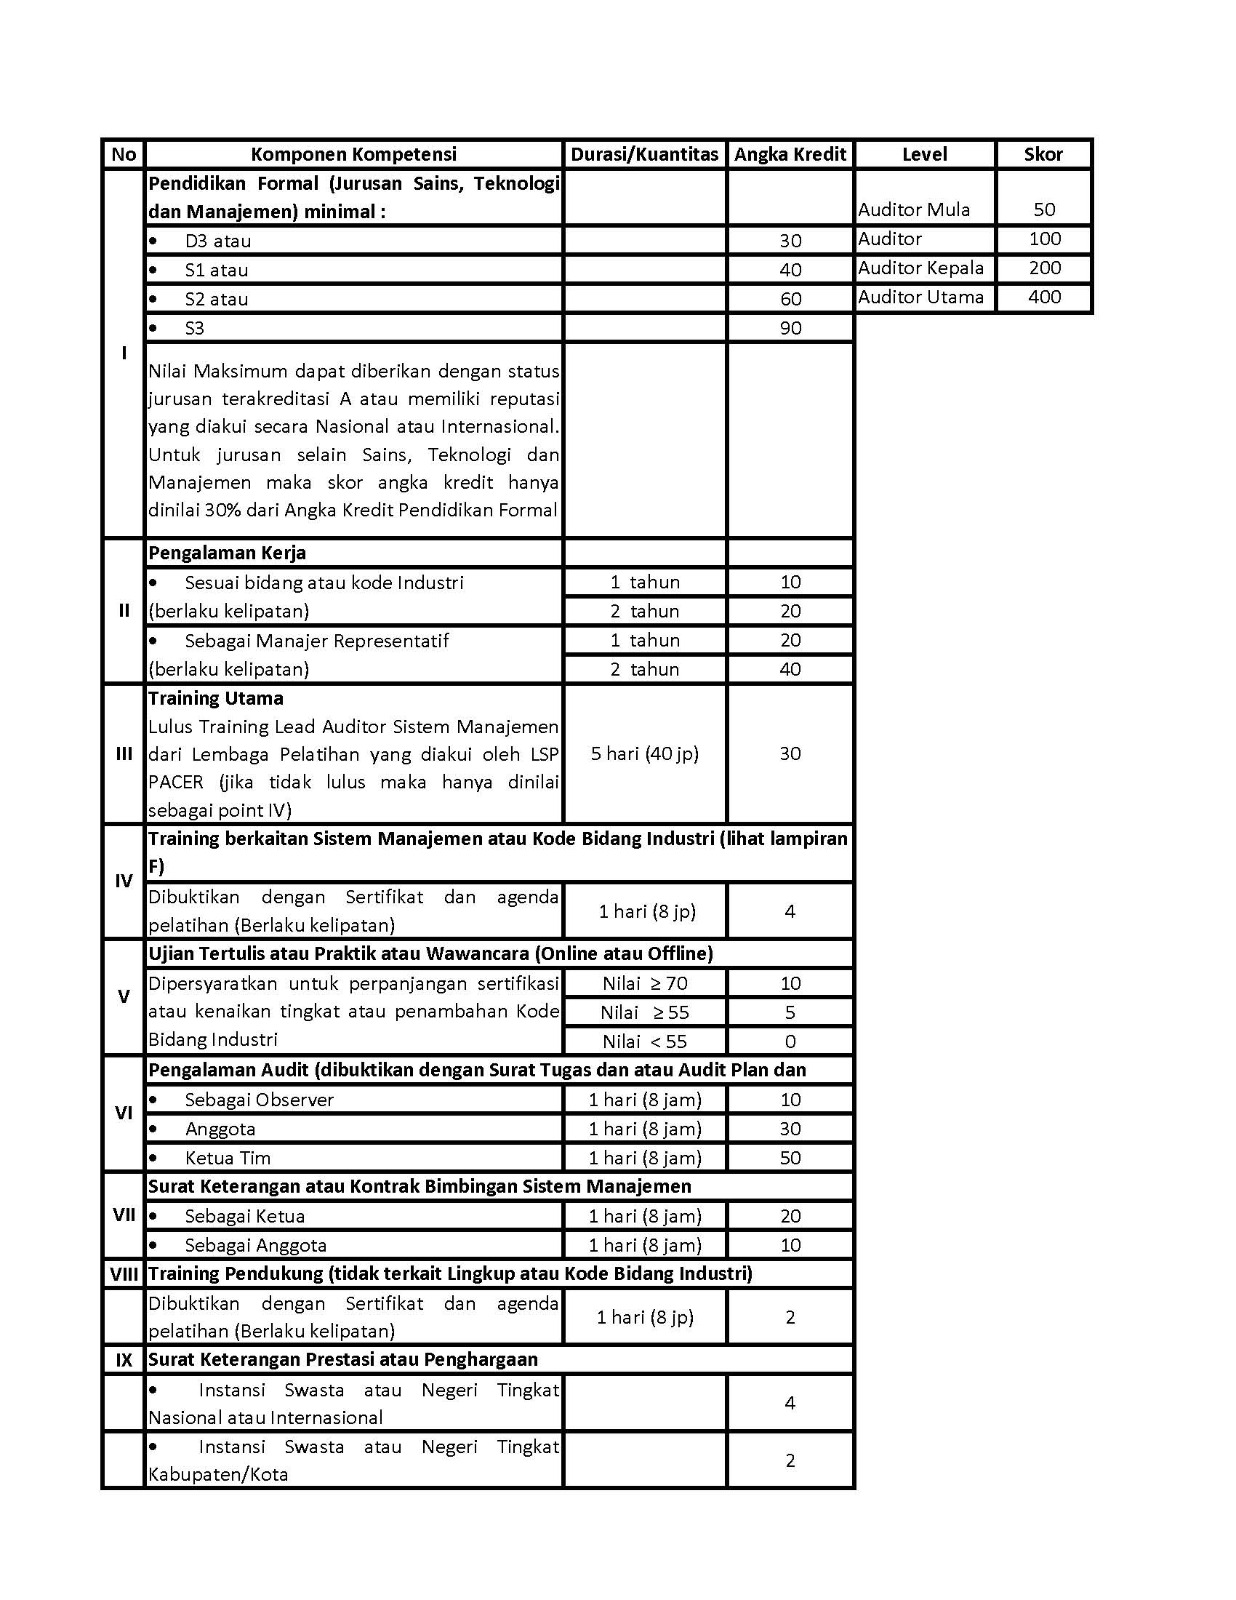 No Komponen Kompetensi Durasi/Kuantitas Angka Kredit Level Skor
Pendidikan Formal (Jurusan Sains, Teknologi
dan Manajemen) minimal : Auditor Mula 50
• D3 atau 30 Auditor 100
• S1 atau 40 Auditor Kepala 200
• S2 atau 60 Auditor Utama 400
• S3 90
I
Nilai Maksimum dapat diberikan dengan status
jurusan terakreditasi A atau memiliki reputasi
yang diakui secara Nasional atau Internasional.
Untuk jurusan selain Sains, Teknologi dan
Manajemen maka skor angka kredit hanya
dinilai 30% dari Angka Kredit Pendidikan Formal
Pengalaman Kerja
• Sesuai bidang atau kode Industri 1 tahun 10
II (berlaku kelipatan) 2 tahun 20
• Sebagai Manajer Representatif 1 tahun 20
(berlaku kelipatan) 2 tahun 40
Training Utama
Lulus Training Lead Auditor Sistem Manajemen
III dari Lembaga Pelatihan yang diakui oleh LSP 5 hari (40 jp) 30
PACER (jika tidak lulus maka hanya dinilai
sebagai point IV)
Training berkaitan Sistem Manajemen atau Kode Bidang Industri (lihat lampiran
F)
IV
Dibuktikan dengan Sertifikat dan agenda
pelatihan (Berlaku kelipatan) 1 hari (8 jp) 4
Ujian Tertulis atau Praktik atau Wawancara (Online atau Offline)
Dipersyaratkan untuk perpanjangan sertifikasi Nilai ≥ 70 10
V
atau kenaikan tingkat atau penambahan Kode Nilai ≥ 55 5
Bidang Industri Nilai < 55 0
Pengalaman Audit (dibuktikan dengan Surat Tugas dan atau Audit Plan dan
• Sebagai Observer 1 hari (8 jam) 10
VI
• Anggota 1 hari (8 jam) 30
• Ketua Tim 1 hari (8 jam) 50
Surat Keterangan atau Kontrak Bimbingan Sistem Manajemen
VII • Sebagai Ketua 1 hari (8 jam) 20
• Sebagai Anggota 1 hari (8 jam) 10
VIII Training Pendukung (tidak terkait Lingkup atau Kode Bidang Industri)
Dibuktikan dengan Sertifikat dan agenda
pelatihan (Berlaku kelipatan) 1 hari (8 jp) 2
IX Surat Keterangan Prestasi atau Penghargaan
• Instansi Swasta atau Negeri Tingkat
Nasional atau Internasional 4
• Instansi Swasta atau Negeri Tingkat
Kabupaten/Kota 2